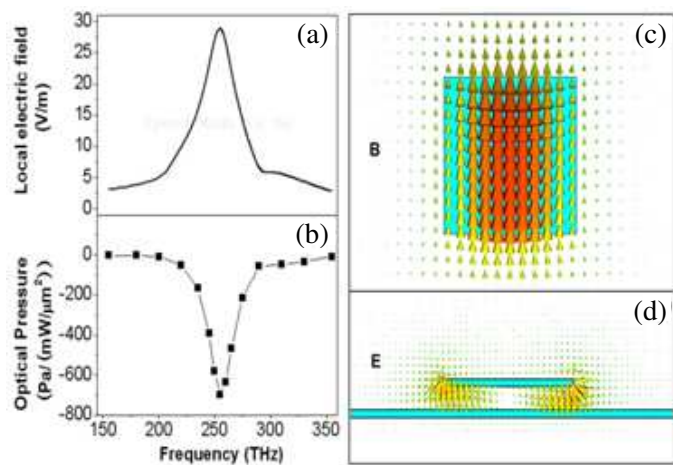 (a)
Local electric field
(V/m)
30
25
20
15
10
5
0
(b)
Optical Pressure
(Pa/ (mW/μm²)
0
-200
-400
-600
-800
150
200
250
300
350
Frequency (THz)
(c)
B
(d)
E